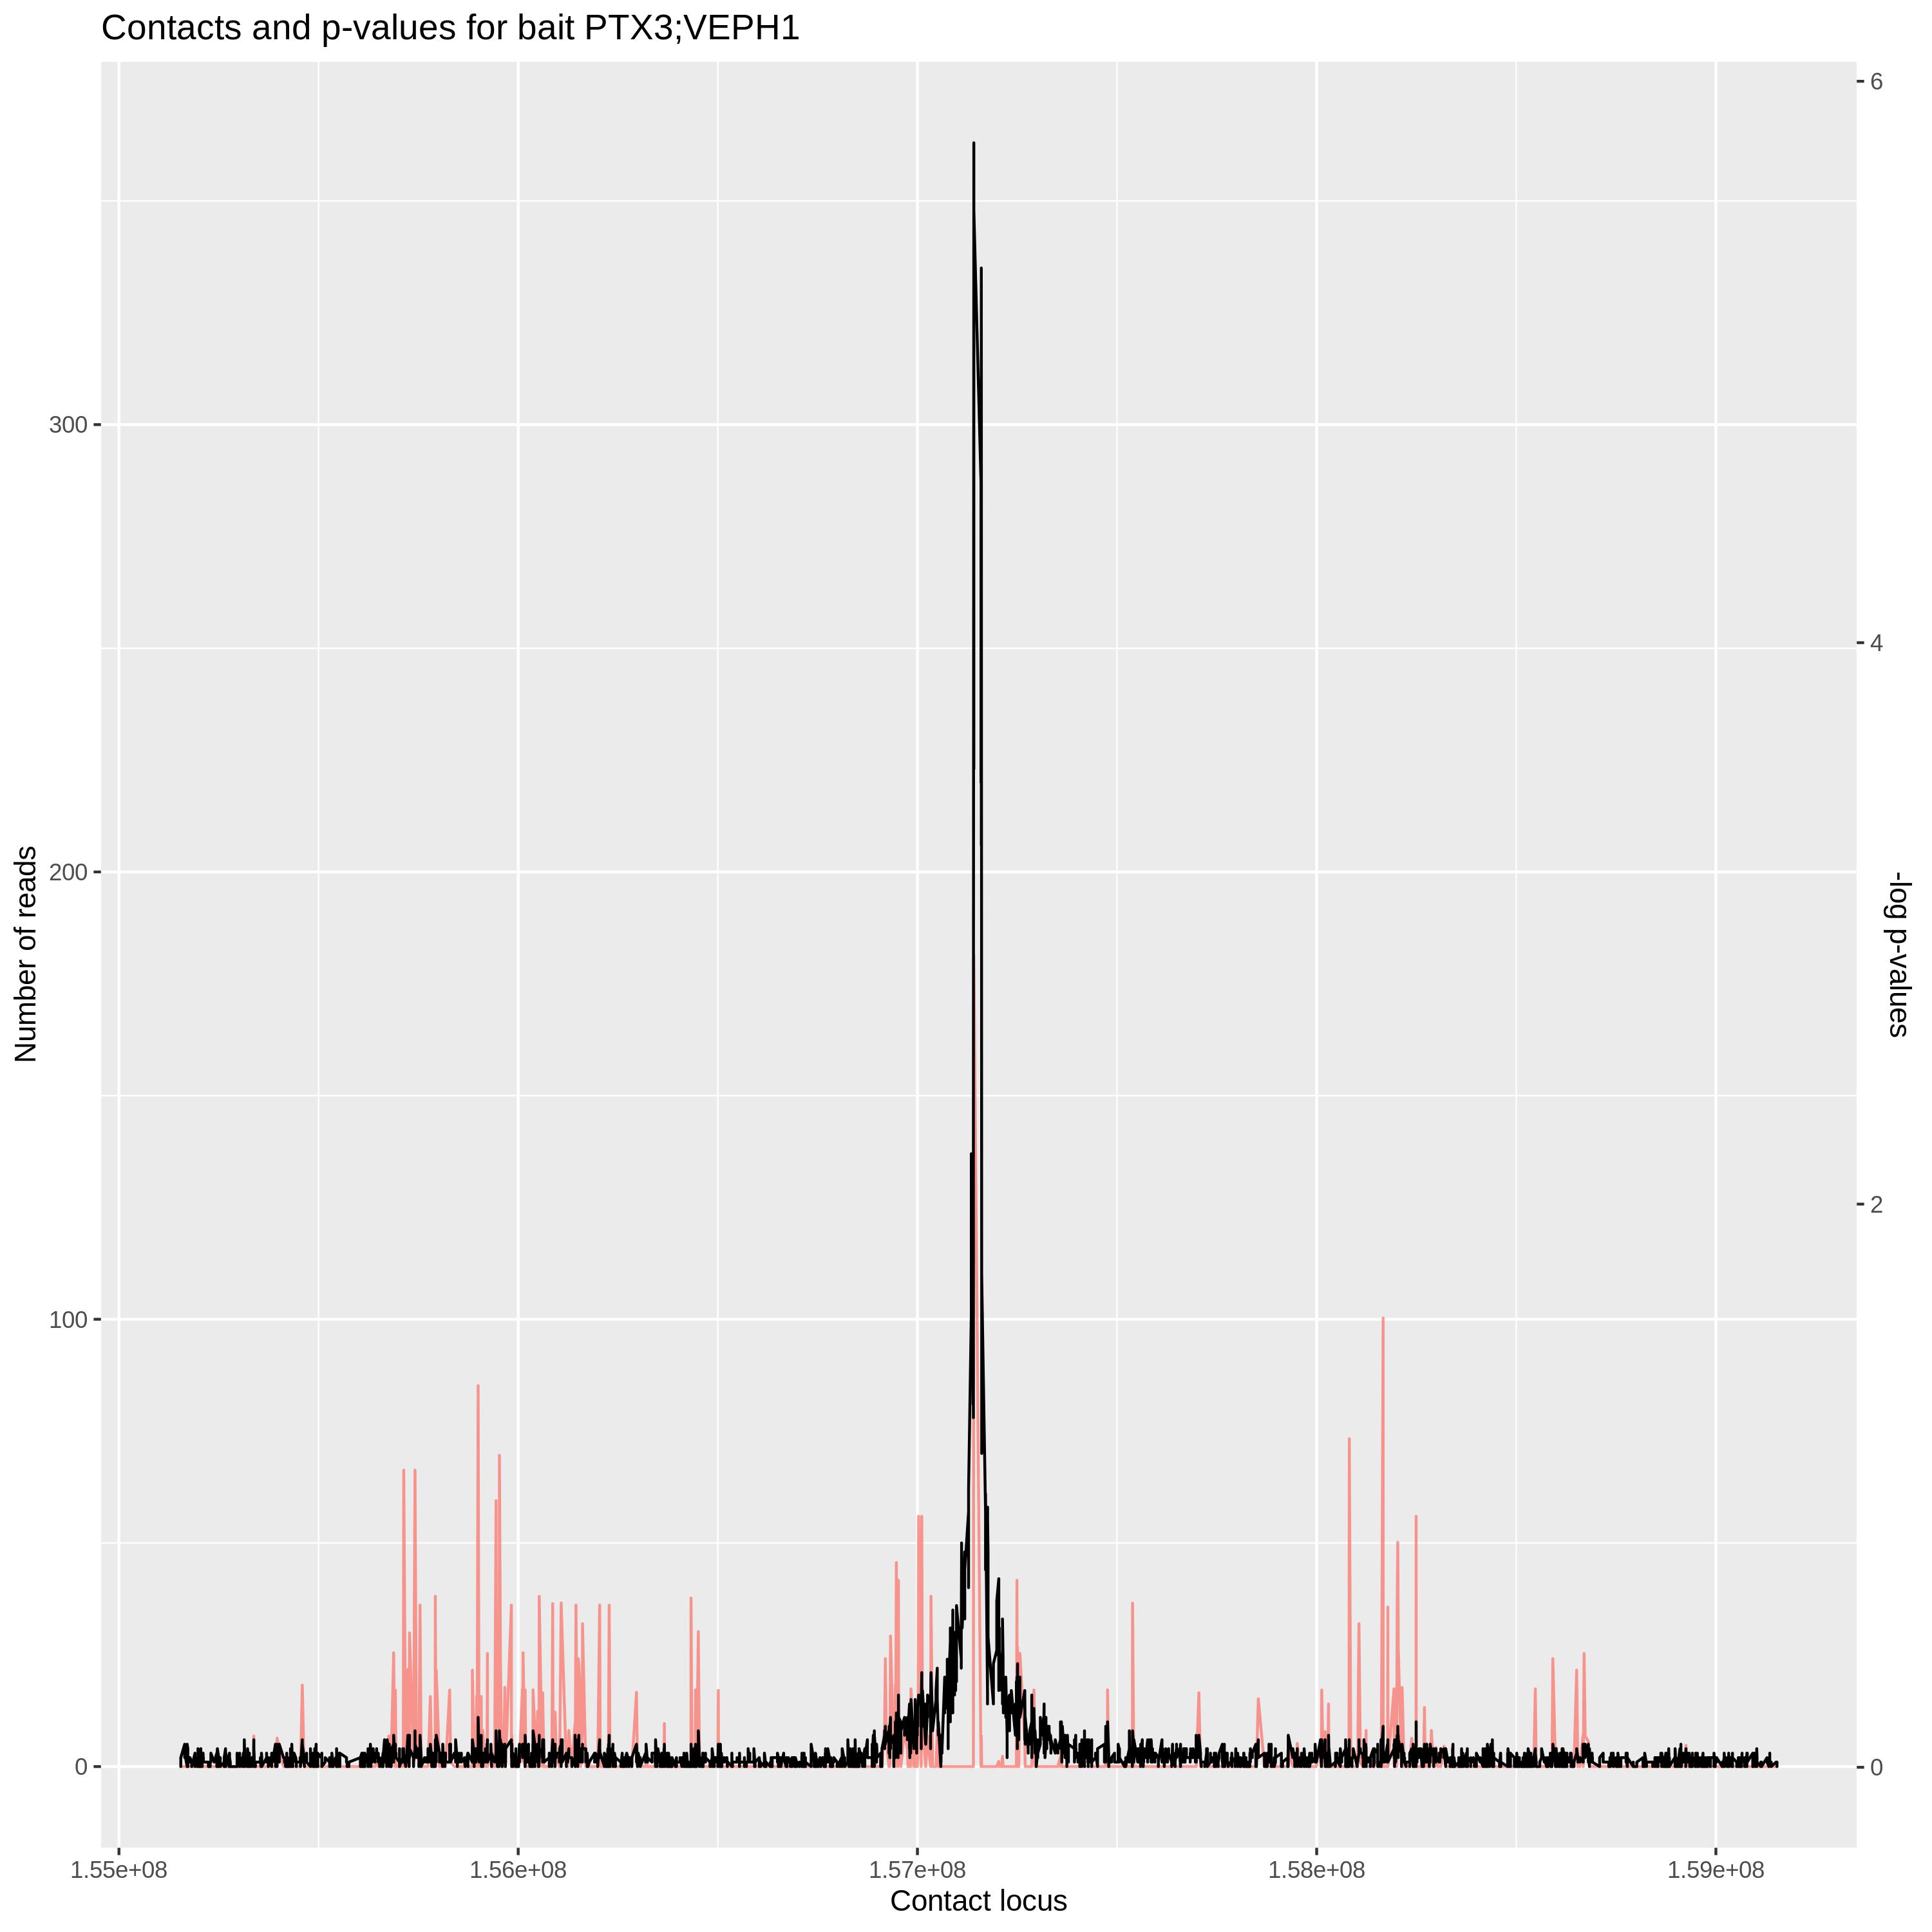 Contacts and p-values for bait PTX3;VEPH1
6
300
4
Number of reads
200
-log p-values
2
100
0
0
1.55e+08 1.56e+08 1.57e+08 1.58e+08 1.59e+08
Contact locus